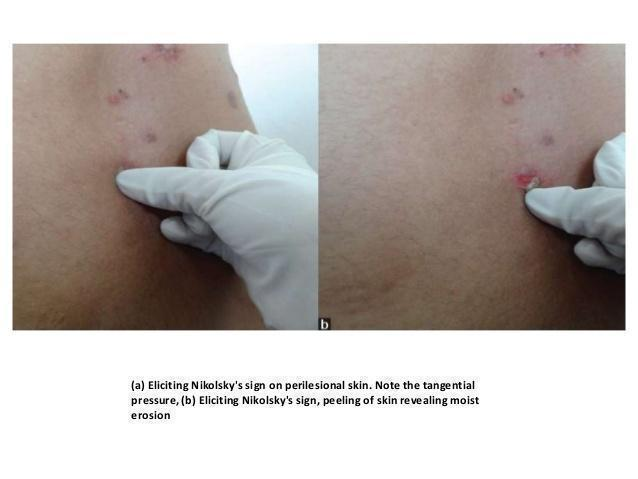 b
(a) Eliciting Nikolsky's sign on perilesional skin. Note the tangential
pressure, (b) Eliciting Nikolsky's sign, peeling of skin revealing moist
erosion